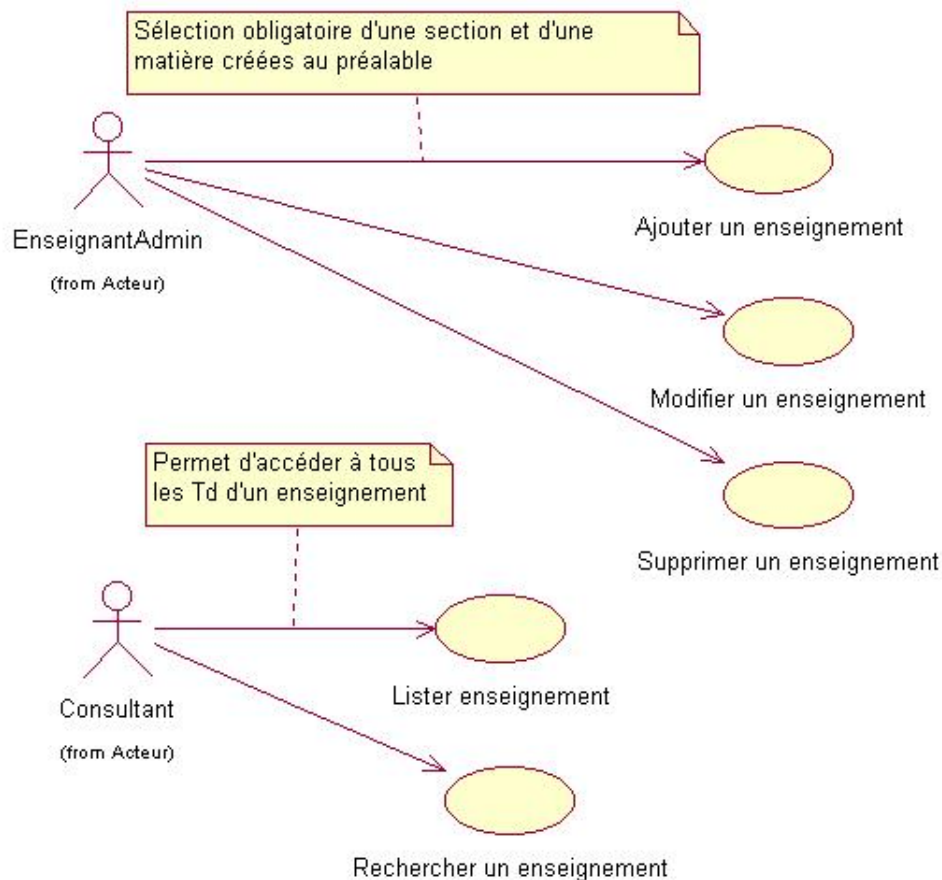 Sélection obligatoire d'une section et d'une
matière créées au préalable
EnseignantAdmin
(from Acteur)
Ajouter un enseignement
Modifier un enseignement
Supprimer un enseignement
Permet d'accéder à tous
les Td d'un enseignement
Consultant
(from Acteur)
Lister enseignement
Rechercher un enseignement